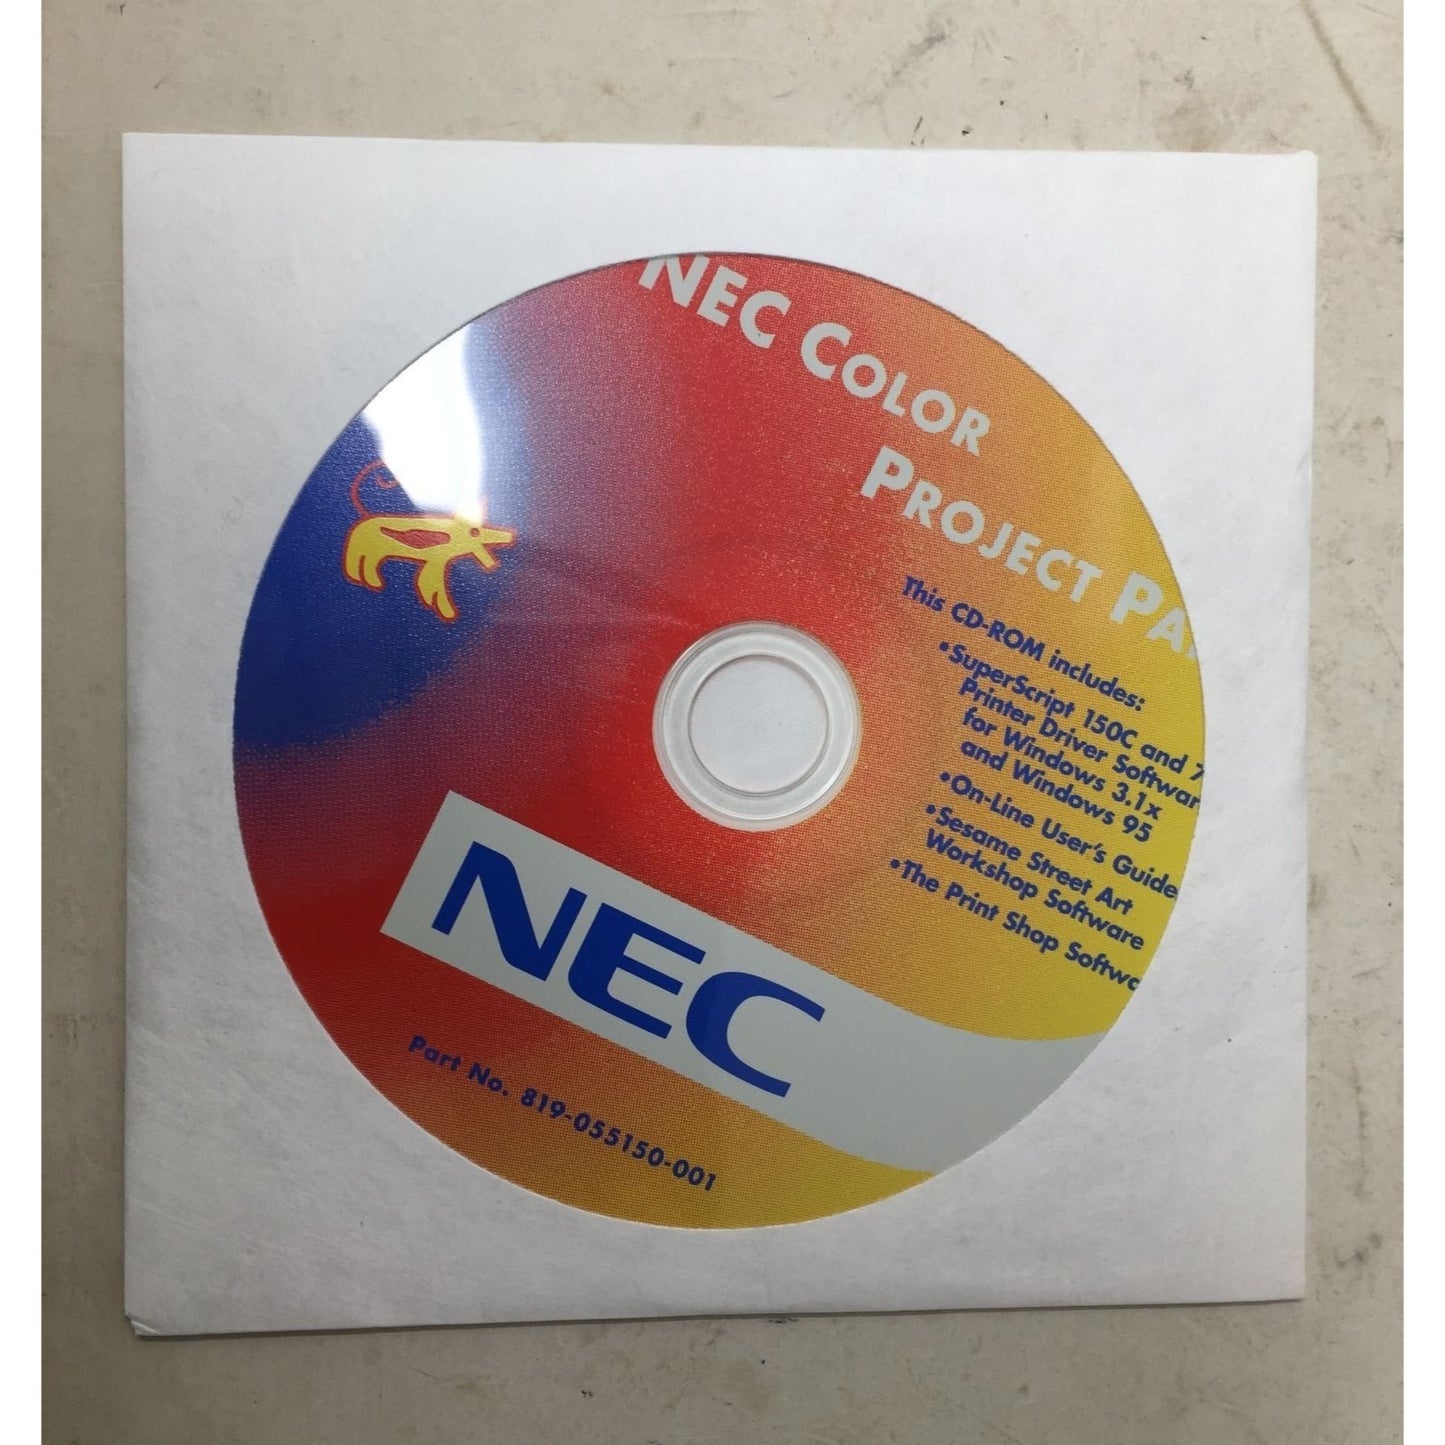 NEC COLOR
PROJECT PA
This CD-ROM includes:
•SuperScript 150C and 7
Printer Driver Softwar
for Windows 3.1x
and Windows 95
•On-Line User's Guide
•Sesame Street Art
Workshop Software
•The Print Shop Softwa
NEC
Part No. 819-055150-001